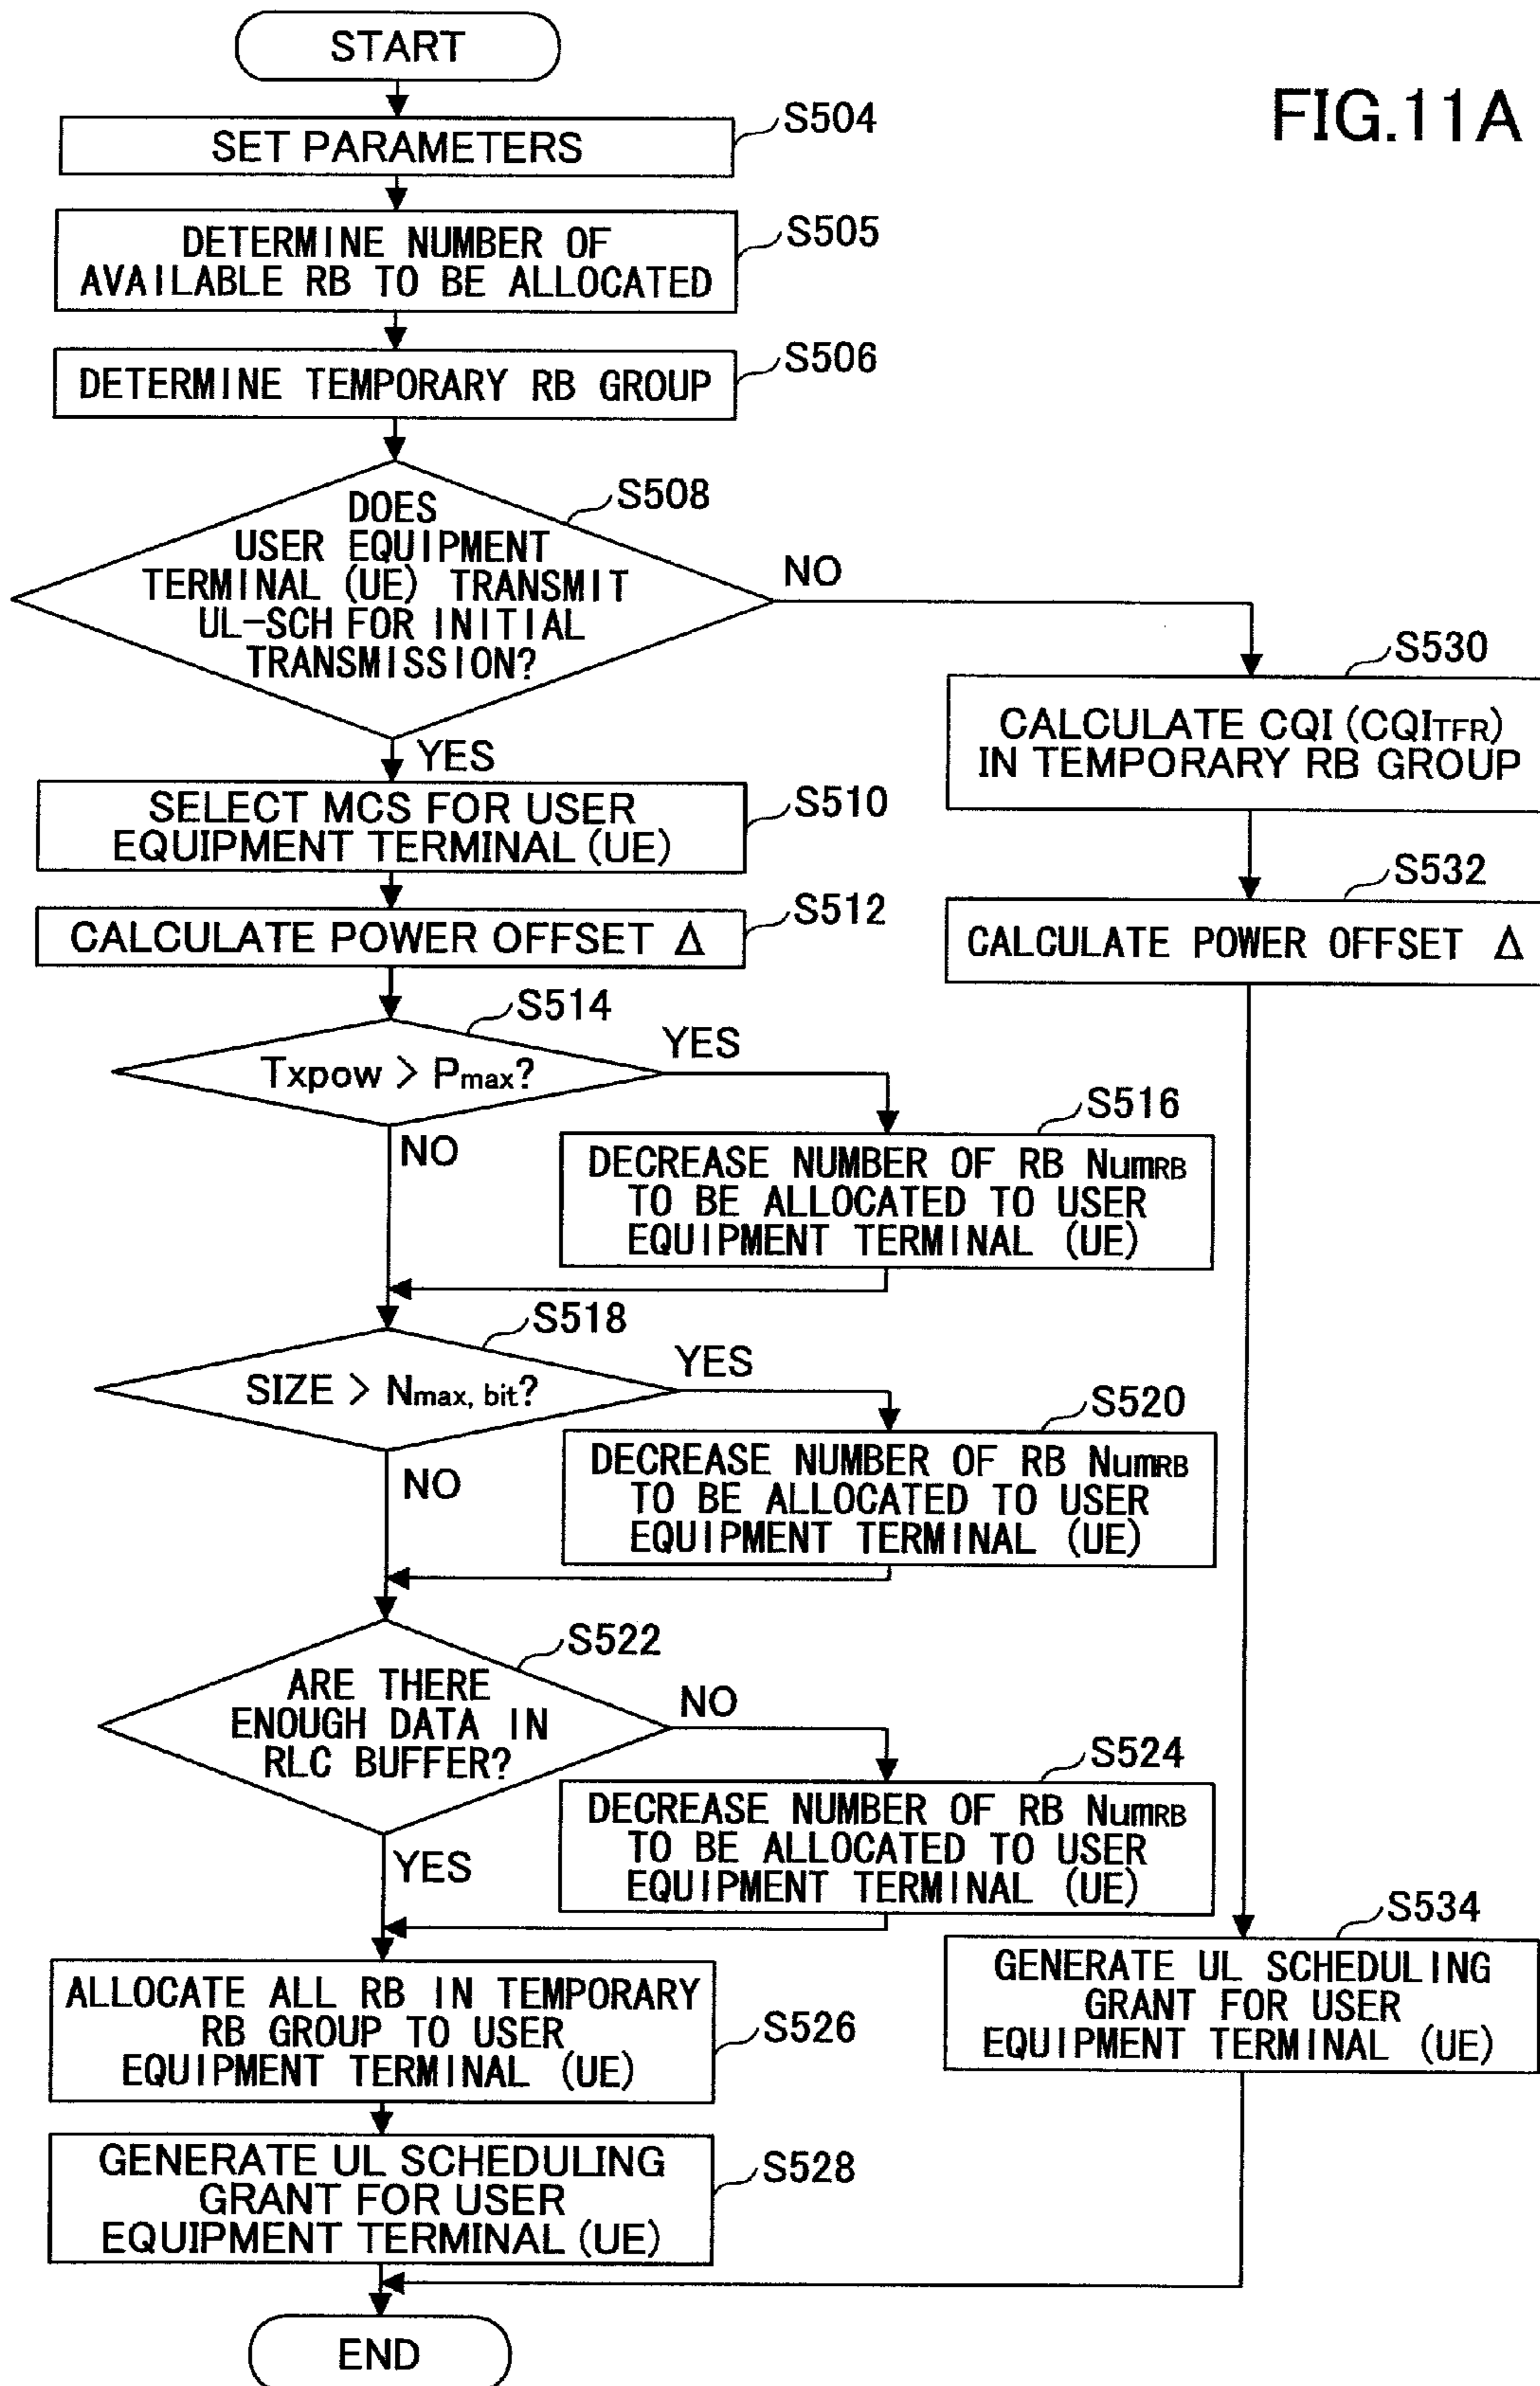 START
FIG.11A
SET PARAMETERS
S504
DETERMINE NUMBER OF
AVAILABLE RB TO BE ALLOCATED
S505
DETERMINE TEMPORARY RB GROUP
S506
DOES
USER EQUIPMENT
TERMINAL (UE) TRANSMIT
UL-SCH FOR INITIAL
TRANSMISSION?
S508
NO
YES
S530
CALCULATE CQI (CQITFR)
IN TEMPORARY RB GROUP
SELECT MCS FOR USER
EQUIPMENT TERMINAL (UE)
S510
S532
CALCULATE POWER OFFSET Δ
CALCULATE POWER OFFSET Δ
S512
S514
Txpow > Pmax?
YES
NO
S516
DECREASE NUMBER OF RB NumRB
TO BE ALLOCATED TO USER
EQUIPMENT TERMINAL (UE)
S518
SIZE > Nmax, bit?
YES
NO
S520
DECREASE NUMBER OF RB NumRB
TO BE ALLOCATED TO USER
EQUIPMENT TERMINAL (UE)
S522
ARE THERE
ENOUGH DATA IN
RLC BUFFER?
NO
YES
S524
DECREASE NUMBER OF RB NumRB
TO BE ALLOCATED TO USER
EQUIPMENT TERMINAL (UE)
S534
GENERATE UL SCHEDULING
GRANT FOR USER
EQUIPMENT TERMINAL (UE)
ALLOCATE ALL RB IN TEMPORARY
RB GROUP TO USER
EQUIPMENT TERMINAL (UE)
S526
GENERATE UL SCHEDULING
GRANT FOR USER
EQUIPMENT TERMINAL (UE)
S528
END